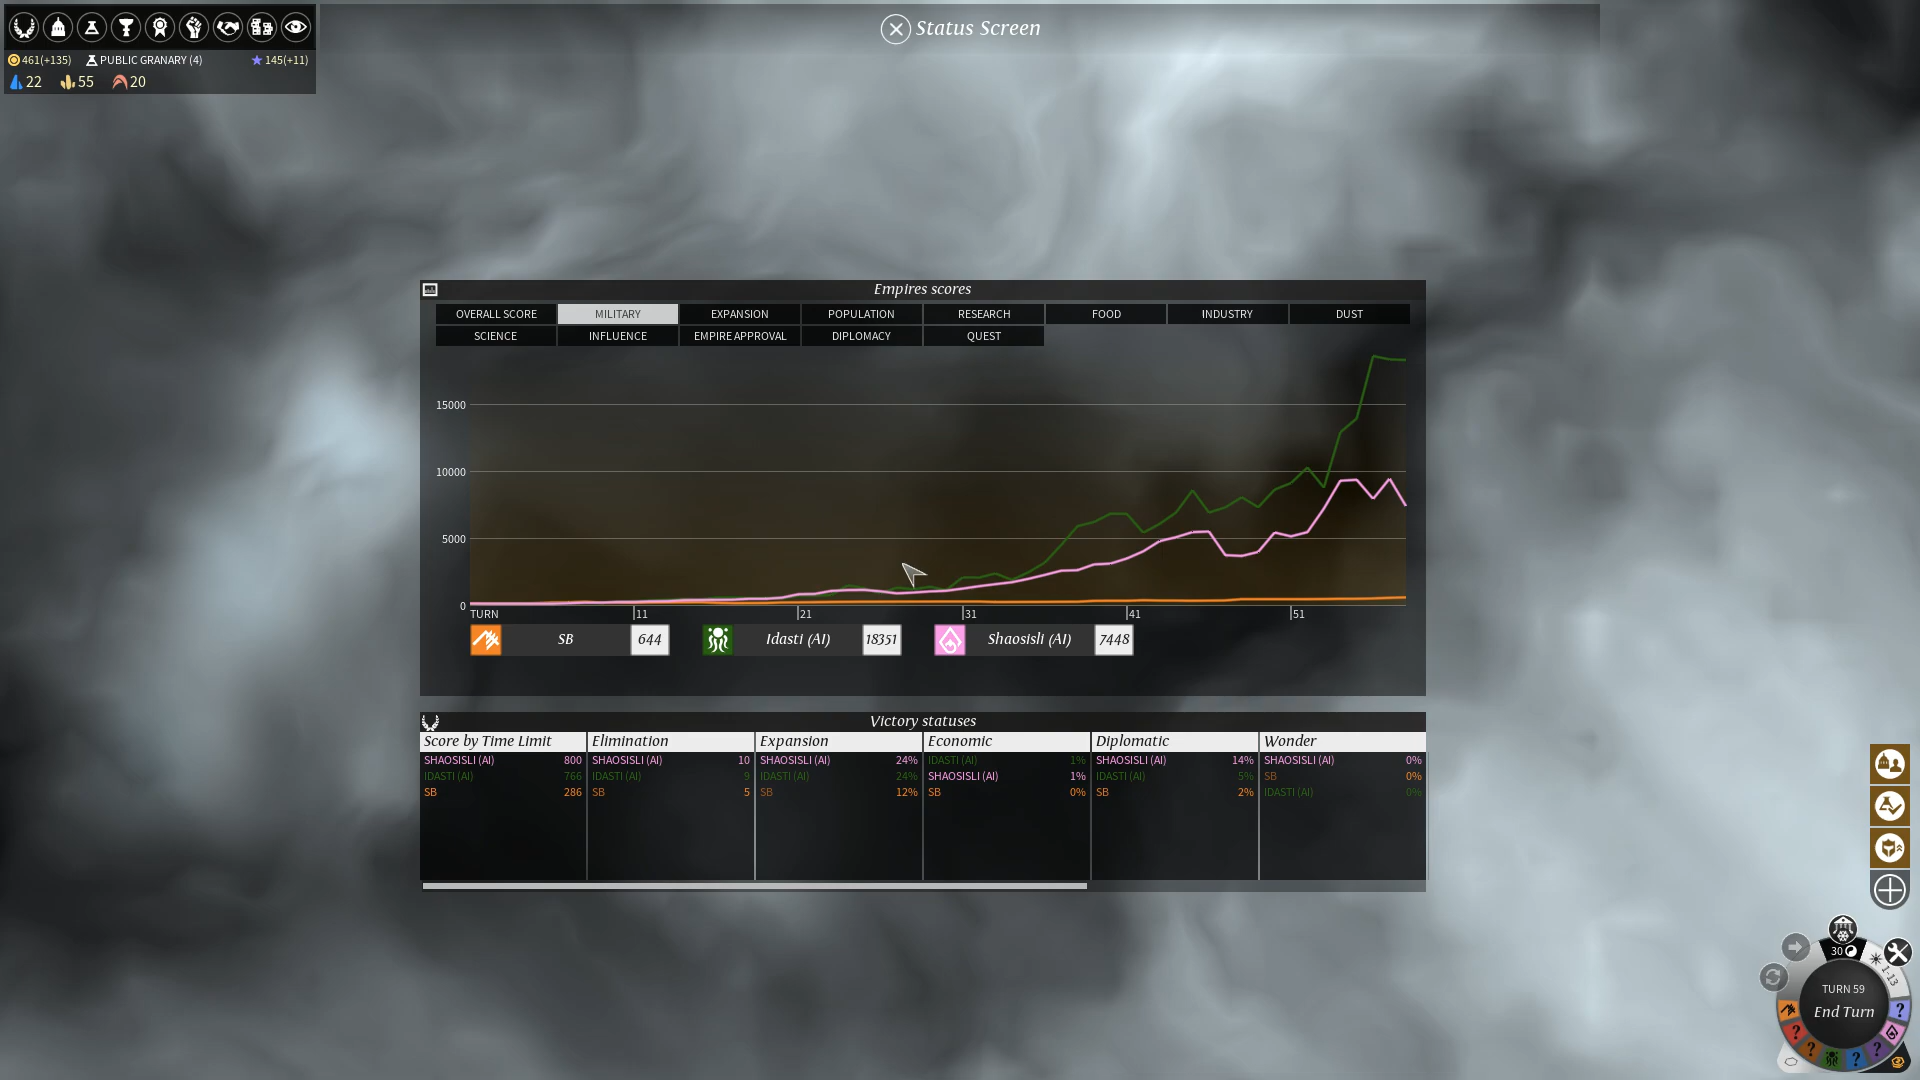 Status Screen
461(+135) PUBLIC GRANARY (4) 145(+11)
22 55 20
Empires scores
OVERALL SCORE MILITARY EXPANSION POPULATION RESEARCH FOOD INDUSTRY DUST
SCIENCE INFLUENCE EMPIRE APPROVAL DIPLOMACY QUEST
15000
10000
5000
0
TURN 11 21 31 41 51
SB 644 Idasti (AI) 18351 Shaosisli (AI) 7448
Victory statuses
Score by Time Limit Elimination Expansion Economic Diplomatic Wonder
SHAOSISLI (AI) 800 SHAOSISLI (AI) 10 SHAOSISLI (AI) 24% IDASTI (AI) 1% SHAOSISLI (AI) 14% SHAOSISLI (AI) 0%
IDASTI (AI) 766 IDASTI (AI) 9 IDASTI (AI) 24% SHAOSISLI (AI) 1% IDASTI (AI) 5% SB 0%
SB 286 SB 5 SB 12% SB 0% SB 2% IDASTI (AI) 0%
30
1-13
TURN 59
End Turn
? ? ? ? ? ?